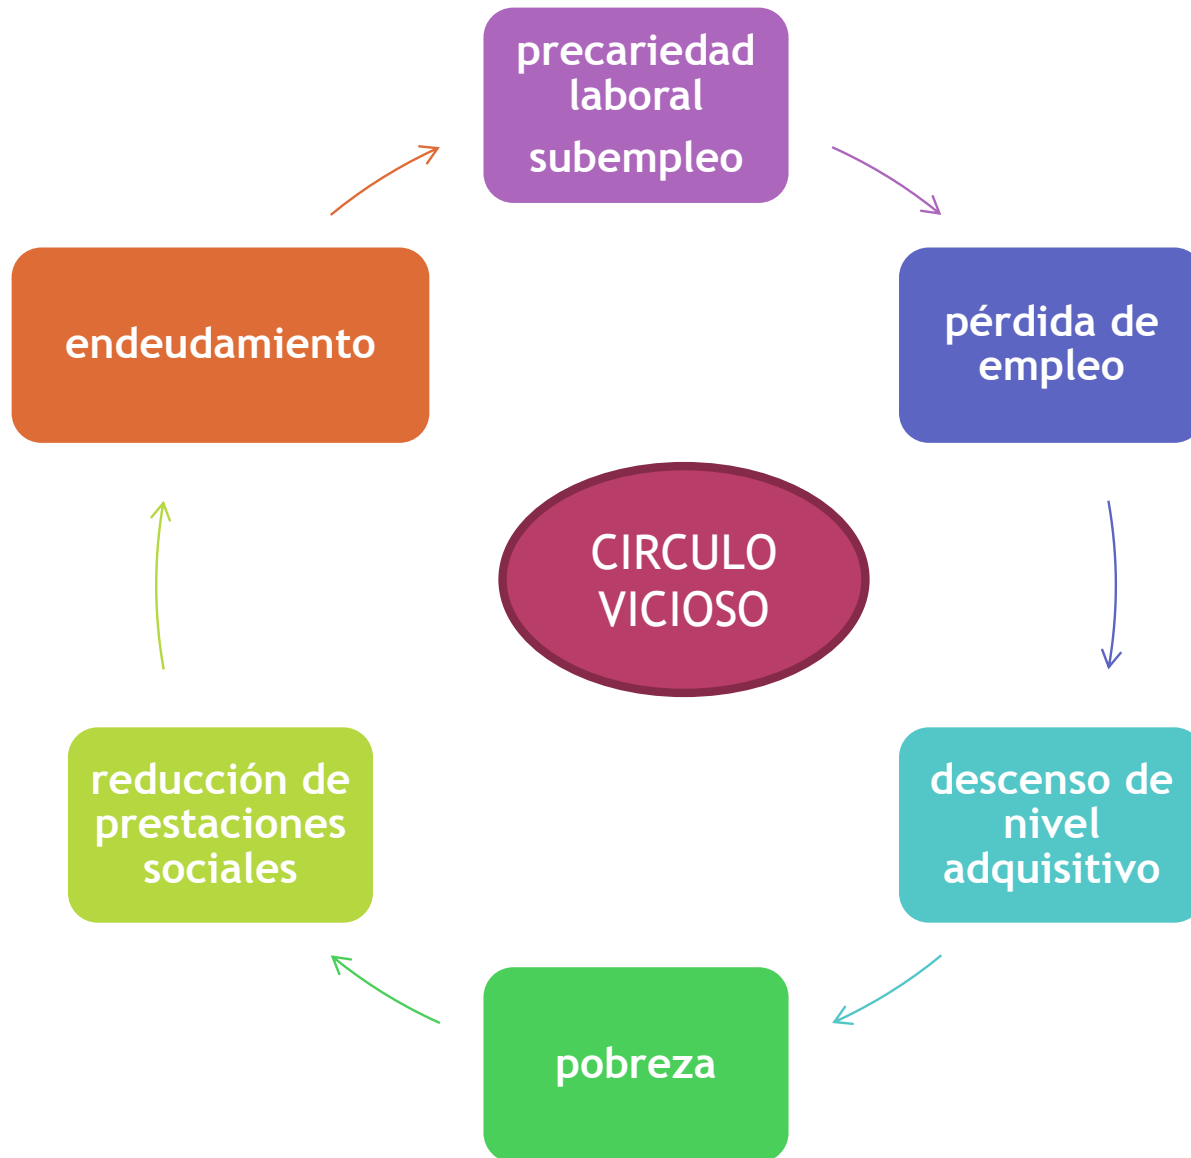 precariedad
laboral
subempleo
pérdida de
empleo
descenso de
nivel
adquisitivo
pobreza
reducción de
prestaciones
sociales
endeudamiento
CIRCULO
VICIOSO